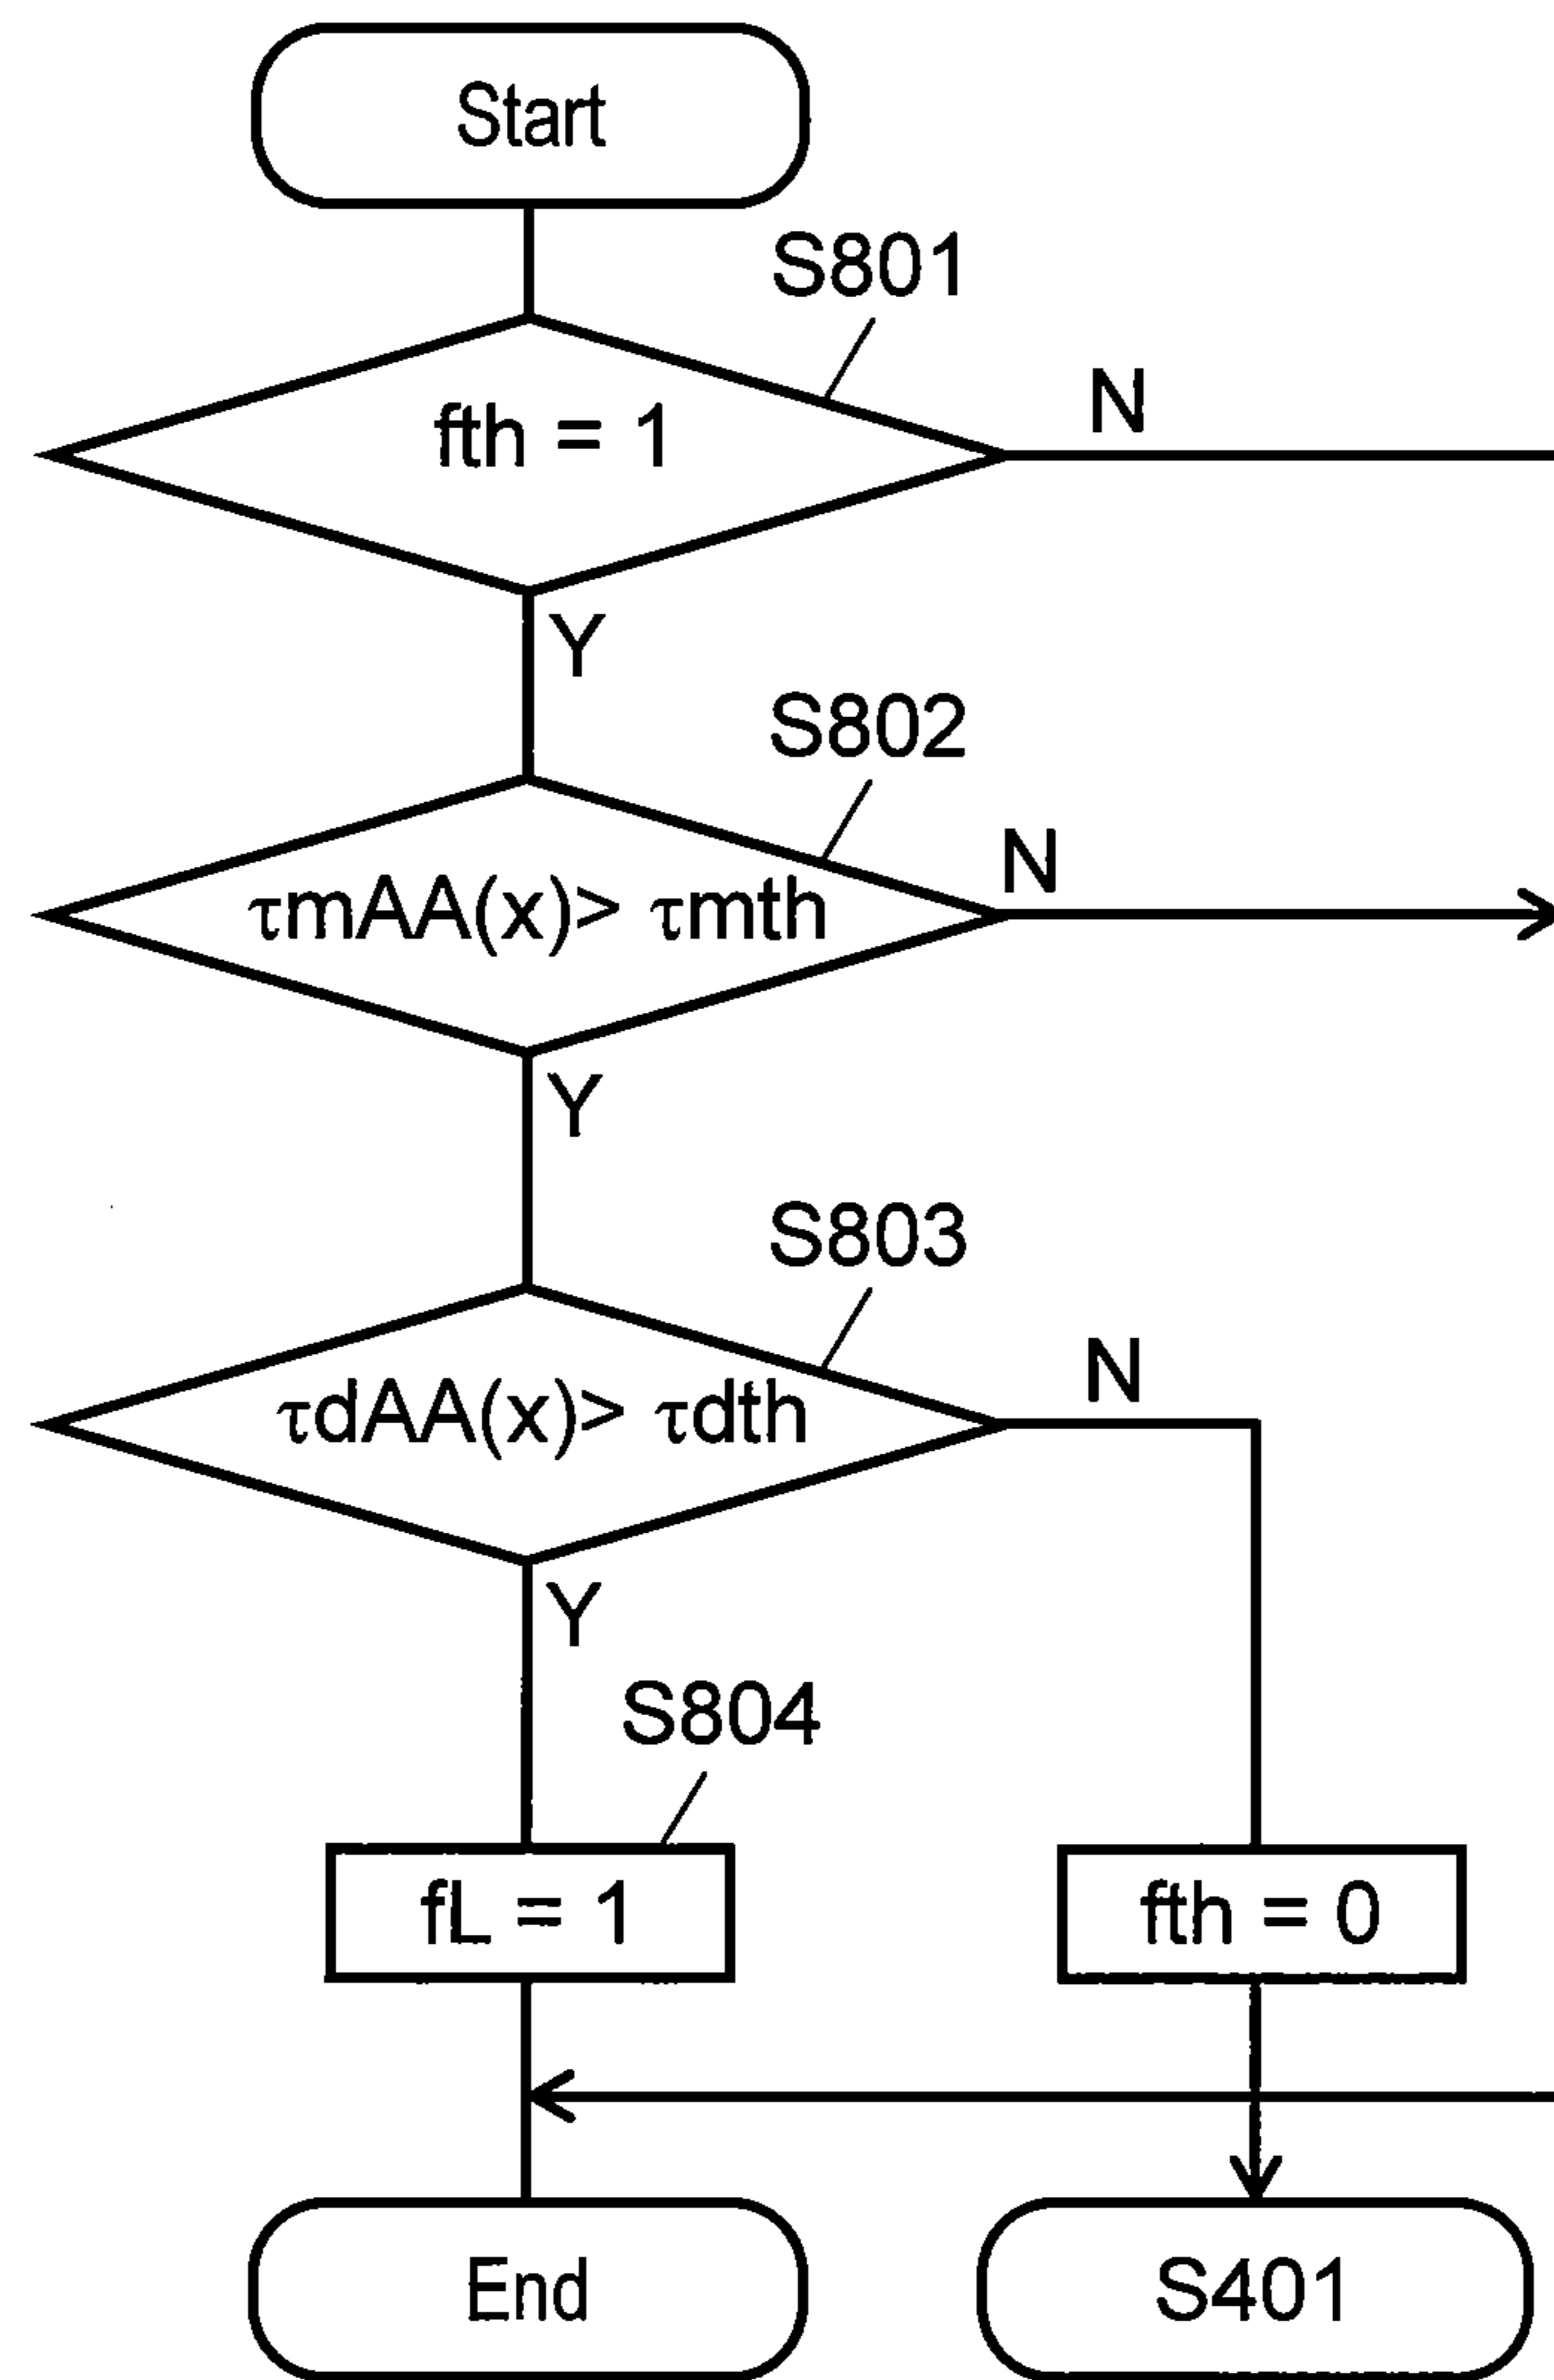 Start
S801
fth = 1
N
Y
S802
τmAA(x)> τmth
N
Y
S803
τdAA(x)> τdth
N
Y
S804
fL = 1
fth = 0
End
S401